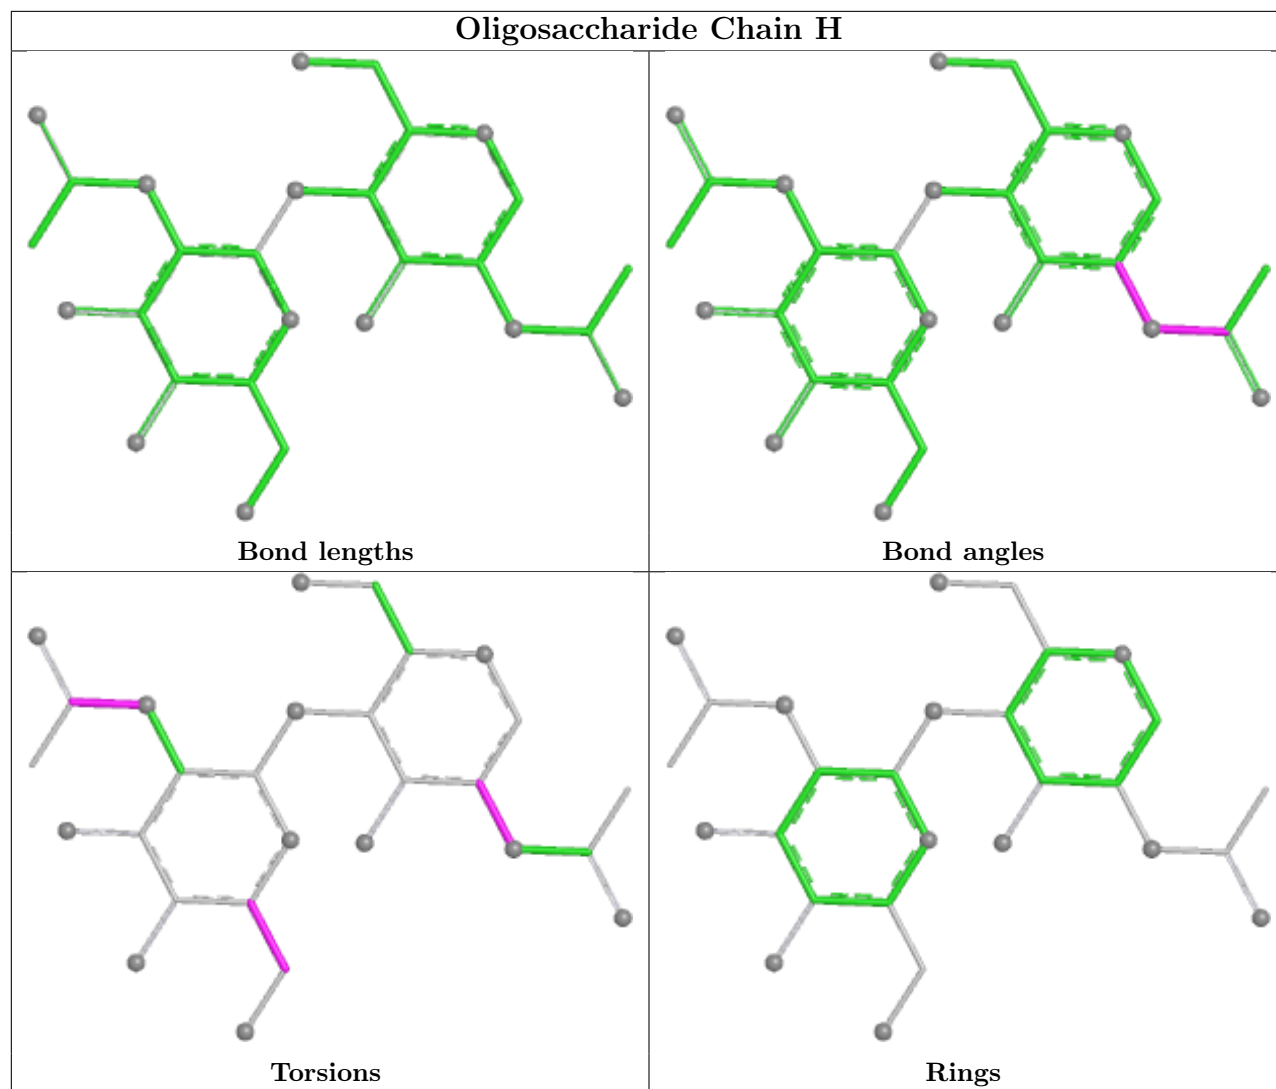 Oligosaccharide Chain H
Bond lengths
Bond angles
Torsions
Rings